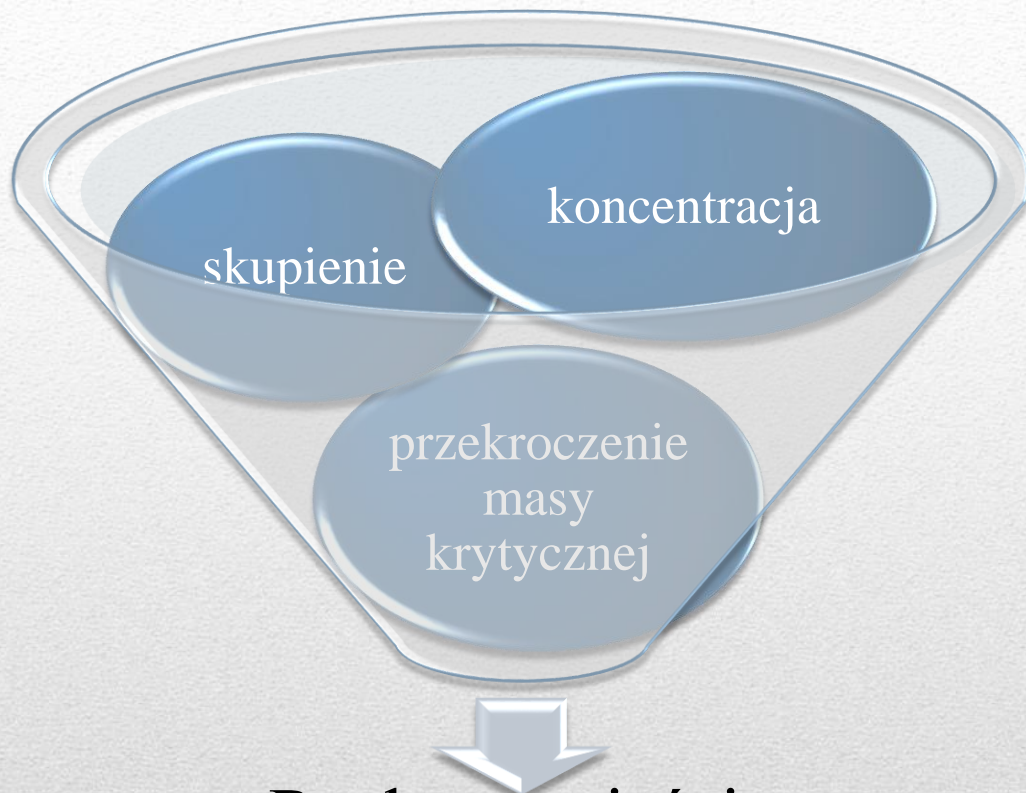 koncentracja
skupienie
przekroczenie
masy
krytycznej